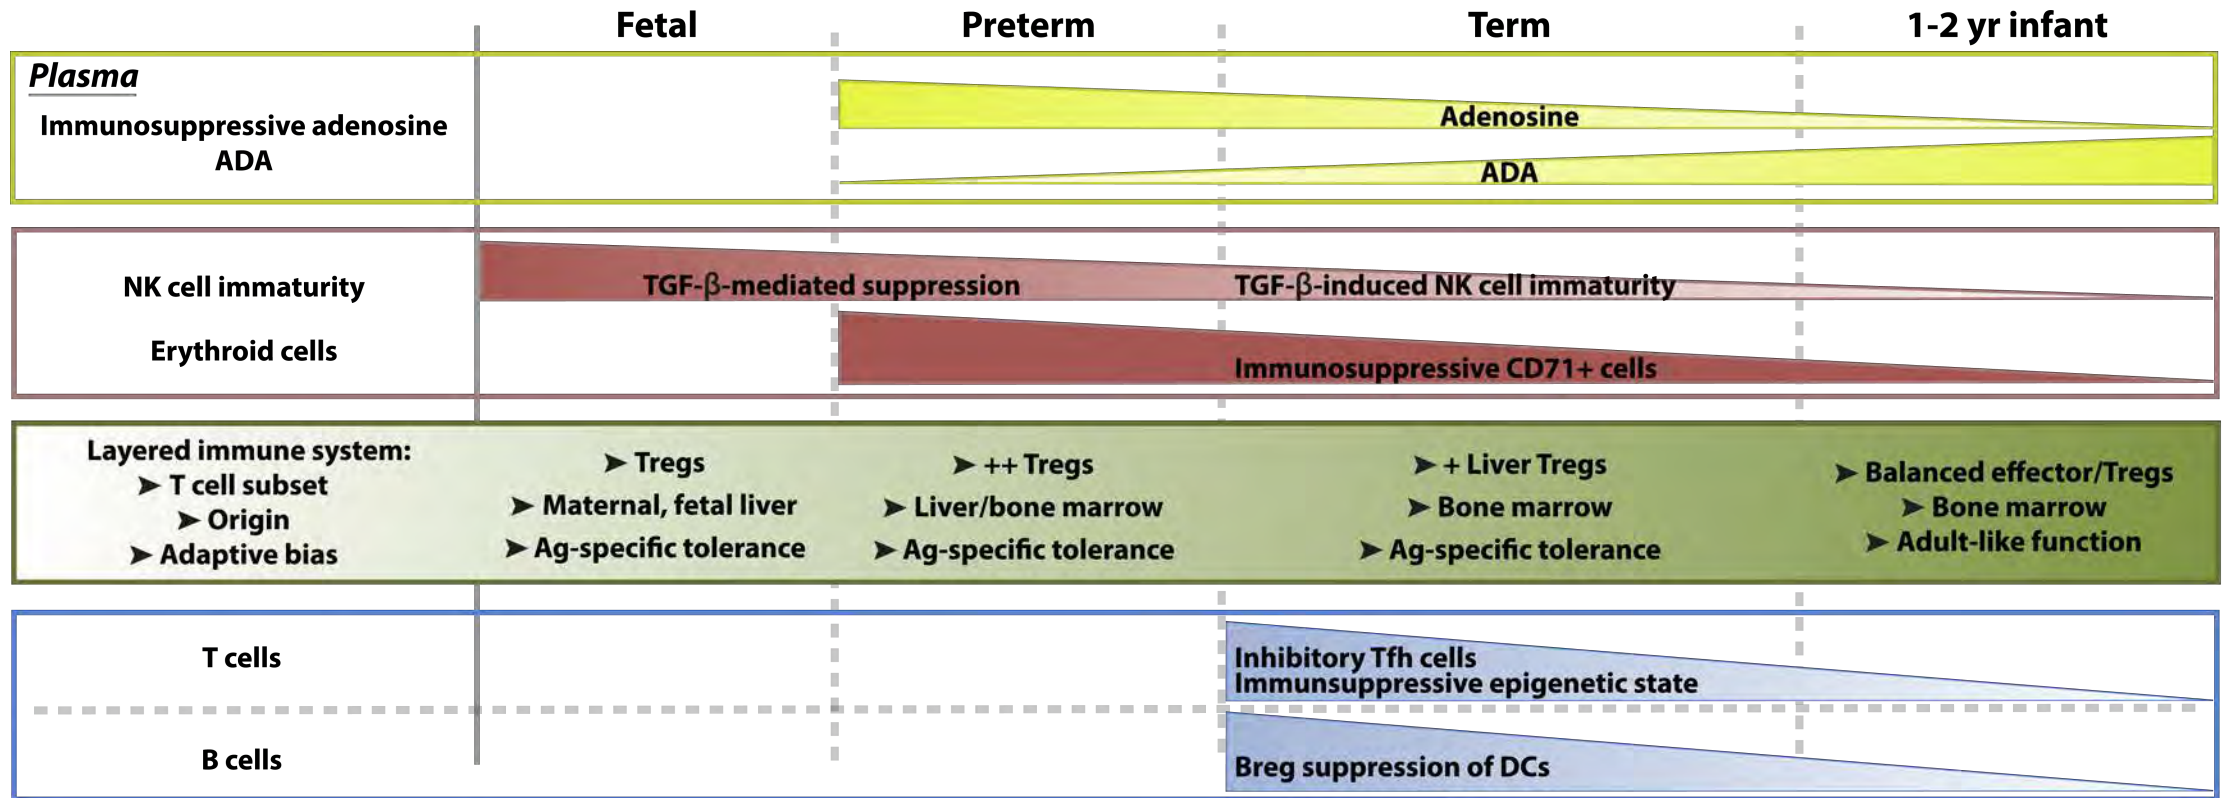 Fetal Preterm Term 1-2 yr infant
Plasma
Immunosuppressive adenosine
ADA
Adenosine
ADA
NK cell immaturity
TGF-β-mediated suppression
TGF-β-induced NK cell immaturity
Erythroid cells
Immunosuppressive CD71+ cells
Layered immune system:
➤ T cell subset
➤ Origin
➤ Adaptive bias
➤ Tregs
➤ Maternal, fetal liver
➤ Ag-specific tolerance
➤ ++ Tregs
➤ Liver/bone marrow
➤ Ag-specific tolerance
➤ + Liver Tregs
➤ Bone marrow
➤ Ag-specific tolerance
➤ Balanced effector/Tregs
➤ Bone marrow
➤ Adult-like function
T cells
Inhibitory Tfh cells
Immunsuppressive epigenetic state
B cells
Breg suppression of DCs